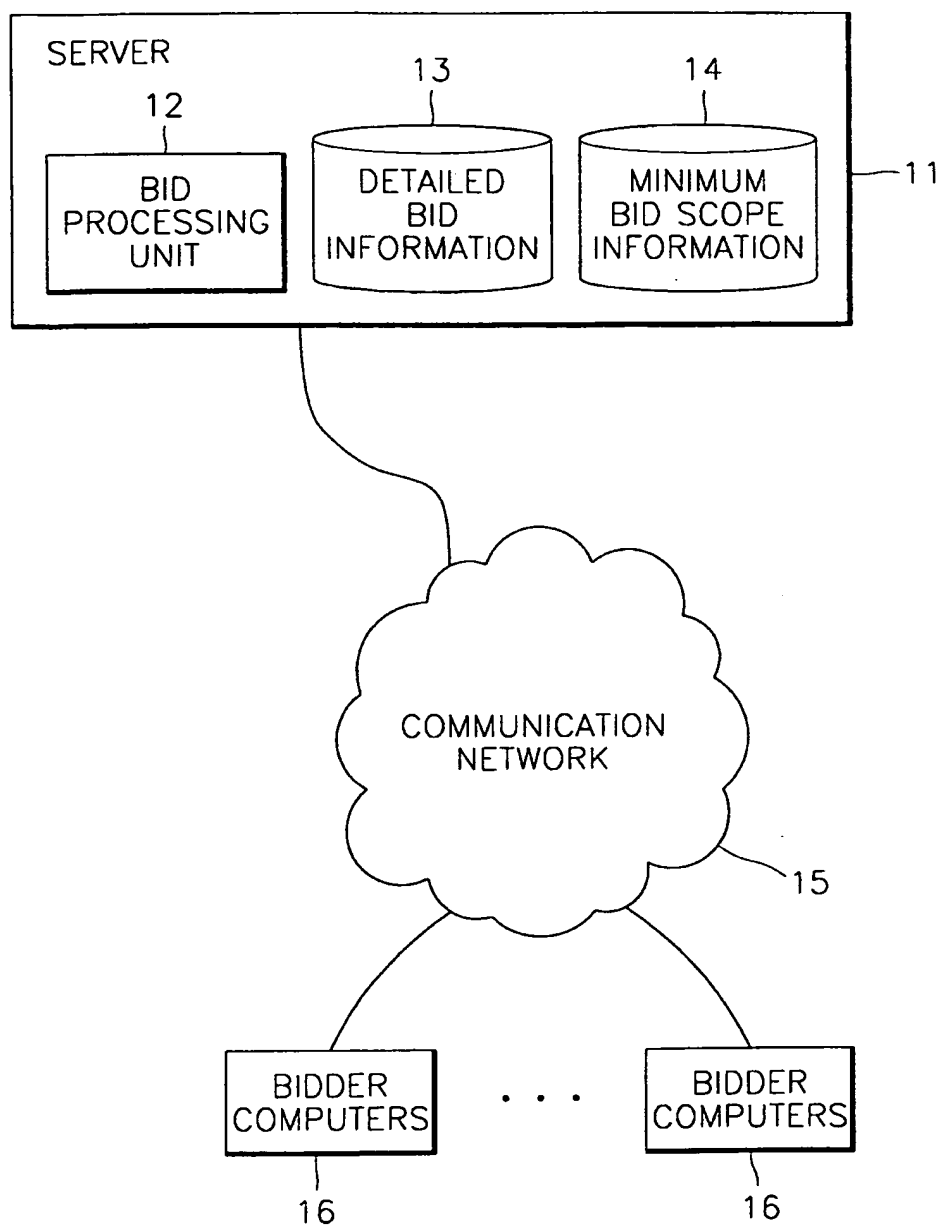 SERVER
12
13
14
BID
PROCESSING
UNIT
DETAILED
BID
INFORMATION
MINIMUM
BID SCOPE
INFORMATION
11
COMMUNICATION
NETWORK
15
BIDDER
COMPUTERS
. . .
BIDDER
COMPUTERS
16
16